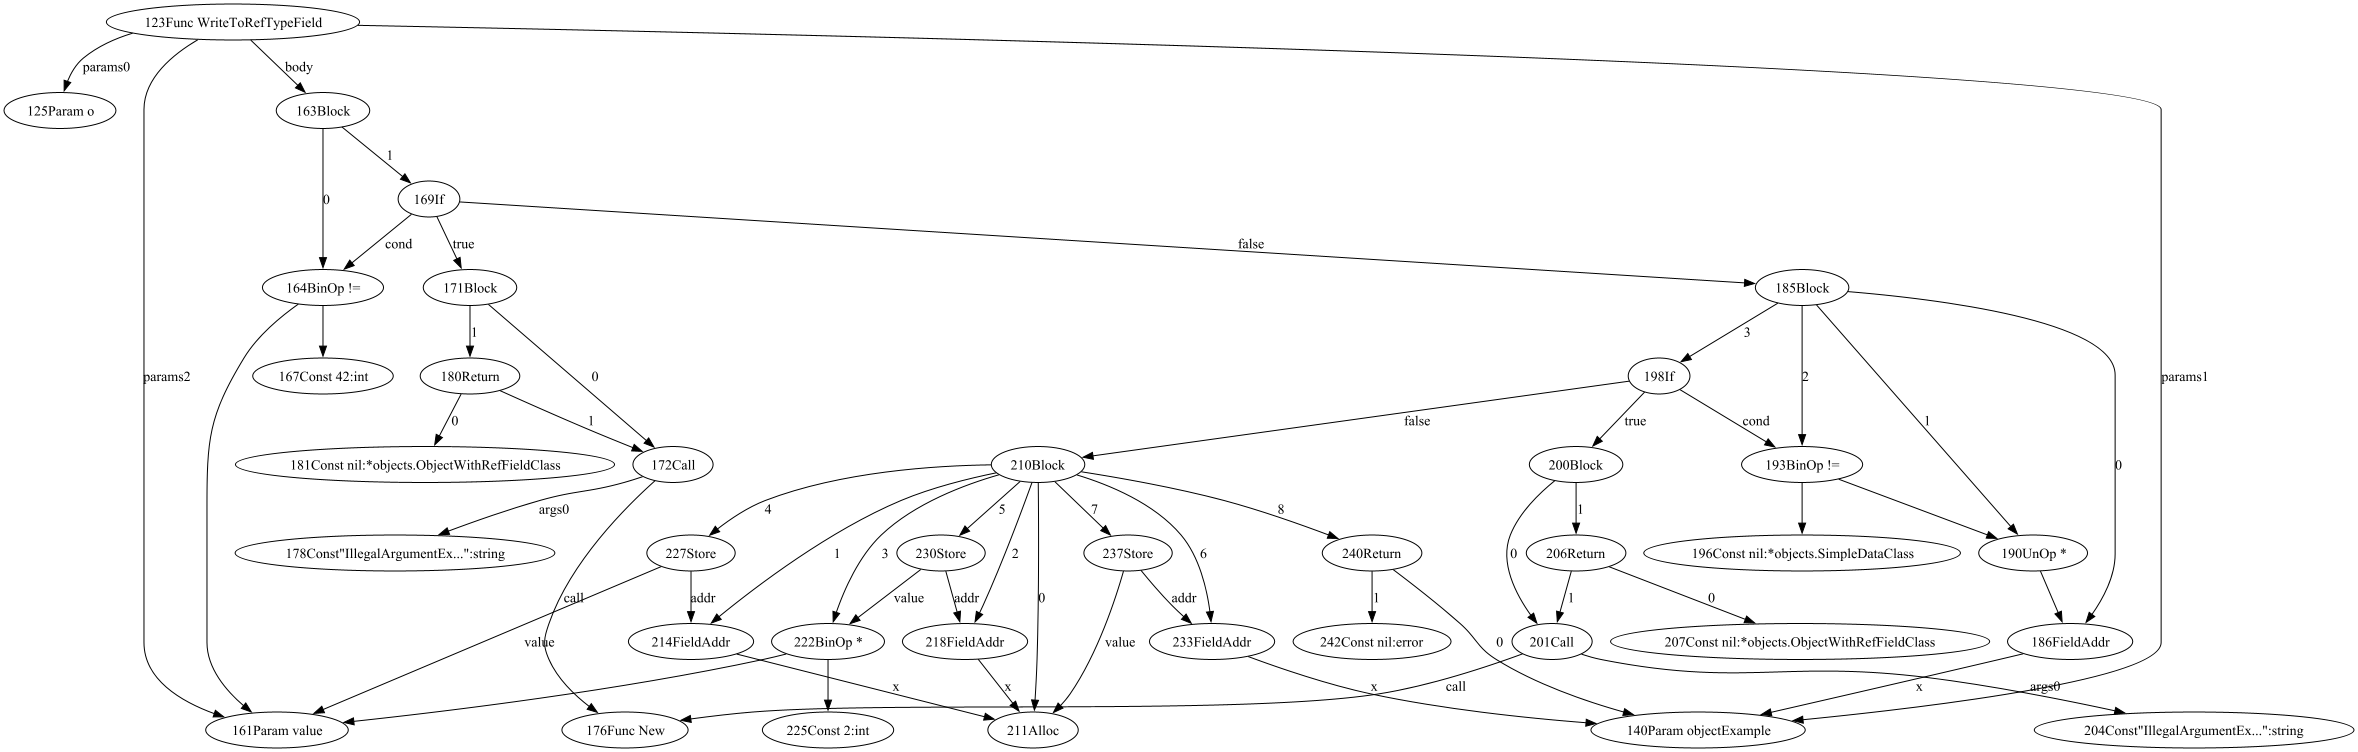 123Func WriteToRefTypeField
params0
body
125Param o
163Block
1
0
169If
cond
true
false
164BinOp !=
171Block
185Block
1
0
3
2
1
0
params2
params1
167Const 42:int
180Return
198If
0
1
false
true
cond
181Const nil:*objects.ObjectWithRefFieldClass
172Call
210Block
200Block
193BinOp !=
args0
4
1
3
5
2
0
7
6
8
0
1
178Const"IllegalArgumentEx...":string
227Store
230Store
237Store
240Return
206Return
196Const nil:*objects.SimpleDataClass
190UnOp *
call
value
addr
value
addr
value
addr
1
0
1
0
214FieldAddr
222BinOp *
218FieldAddr
233FieldAddr
242Const nil:error
201Call
207Const nil:*objects.ObjectWithRefFieldClass
186FieldAddr
x
x
x
call
x
args0
161Param value
176Func New
225Const 2:int
211Alloc
140Param objectExample
204Const"IllegalArgumentEx...":string